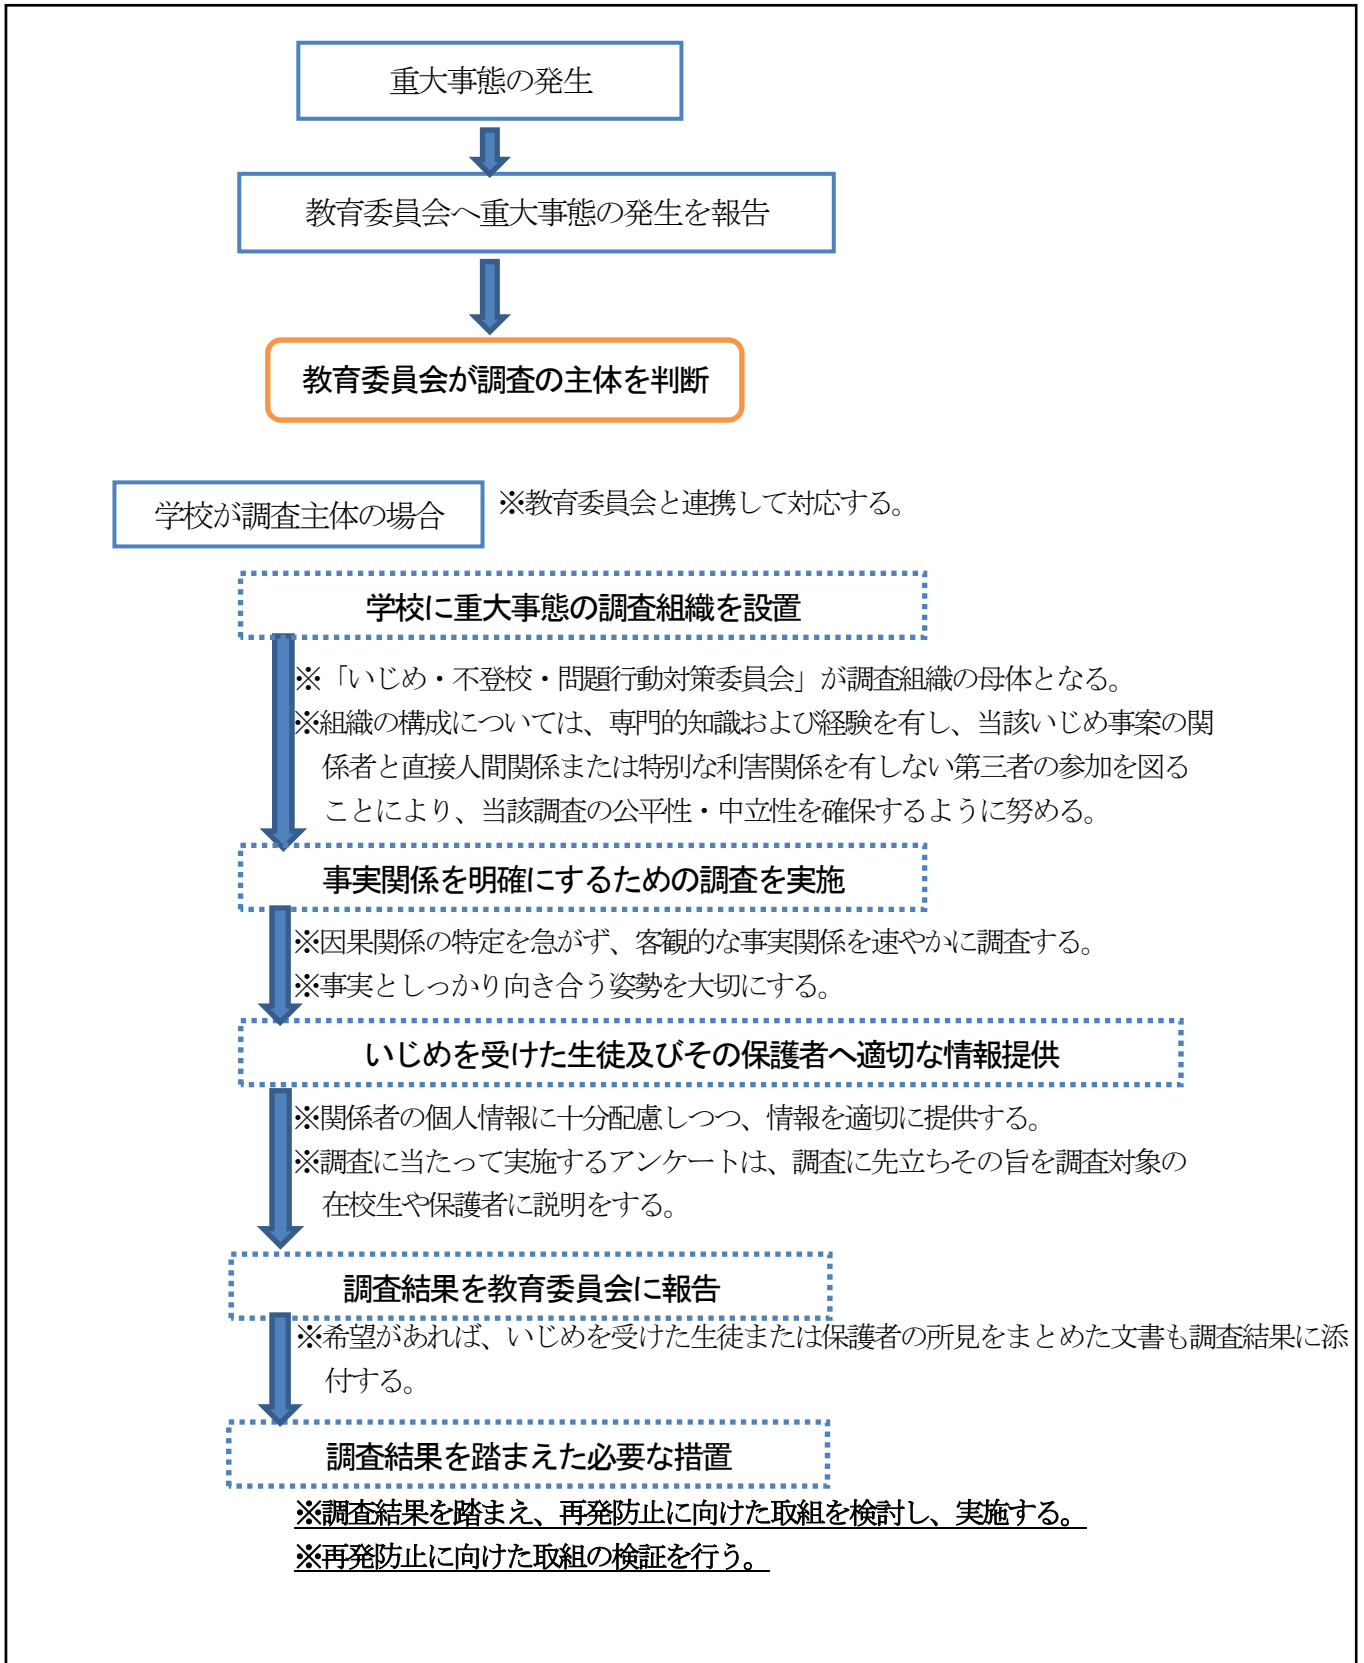 重大事態の発生
教育委員会へ重大事態の発生を報告
教育委員会が調査の主体を判断
学校が調査主体の場合
※教育委員会と連携して対応する。
学校に重大事態の調査組織を設置
※「いじめ・不登校・問題行動対策委員会」が調査組織の母体となる。
※組織の構成については、専門的知識および経験を有し、当該いじめ事案の関
係者と直接人間関係または特別な利害関係を有しない第三者の参加を図る
ことにより、当該調査の公平性・中立性を確保するように努める。
事実関係を明確にするための調査を実施
※因果関係の特定を急がず、客観的な事実関係を速やかに調査する。
※事実としっかり向き合う姿勢を大切にする。
いじめを受けた生徒及びその保護者へ適切な情報提供
※関係者の個人情報に十分配慮しつつ、情報を適切に提供する。
※調査に当たって実施するアンケートは、調査に先立ちその旨を調査対象の
在校生や保護者に説明をする。
調査結果を教育委員会に報告
※希望があれば、いじめを受けた生徒または保護者の所見をまとめた文書も調査結果に添
付する。
調査結果を踏まえた必要な措置
※調査結果を踏まえ、再発防止に向けた取組を検討し、実施する。
※再発防止に向けた取組の検証を行う。